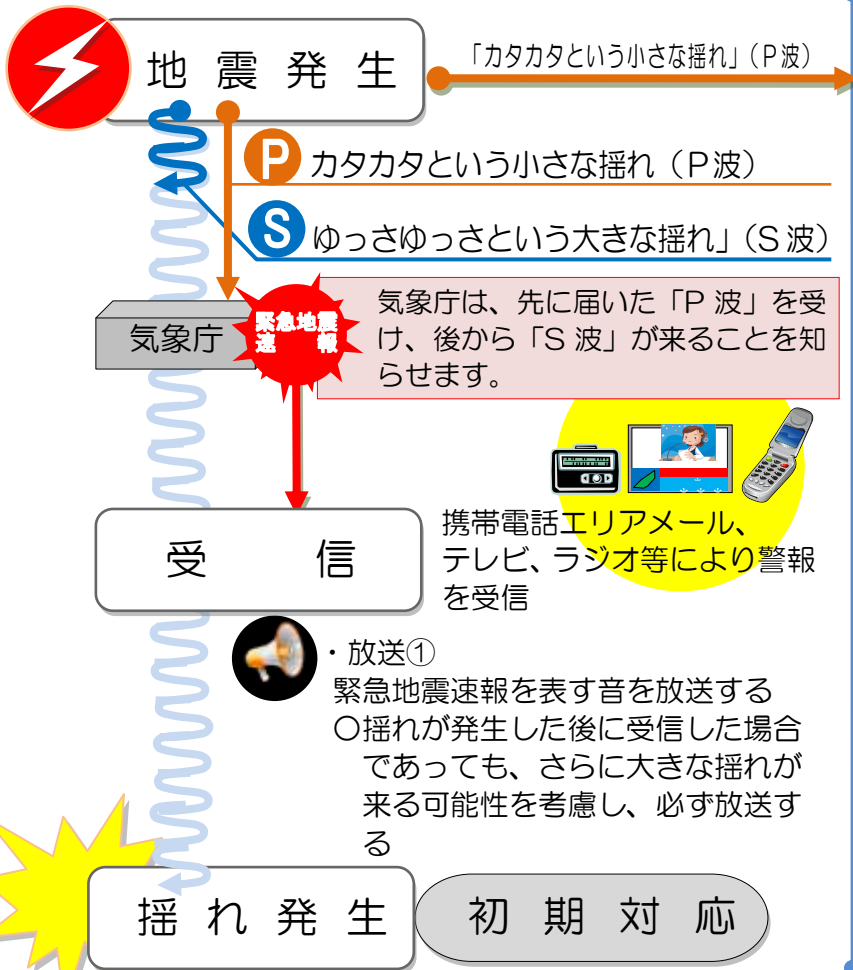 地震発生
「カタカタという小さな揺れ」（P波）
P カタカタという小さな揺れ（P波）
S ゆっさゆっさという大きな揺れ」（S波）
気象庁
緊急地震
速報
気象庁は、先に届いた「P 波」を受
け、後から「S 波」が来ることを知
らせます。
受信
携帯電話エリアメール、
テレビ、ラジオ等により警報
を受信
・放送①
緊急地震速報を表す音を放送する
〇揺れが発生した後に受信した場合
であっても、さらに大きな揺れが
来る可能性を考慮し、必ず放送す
る
揺れ発生
初期対応